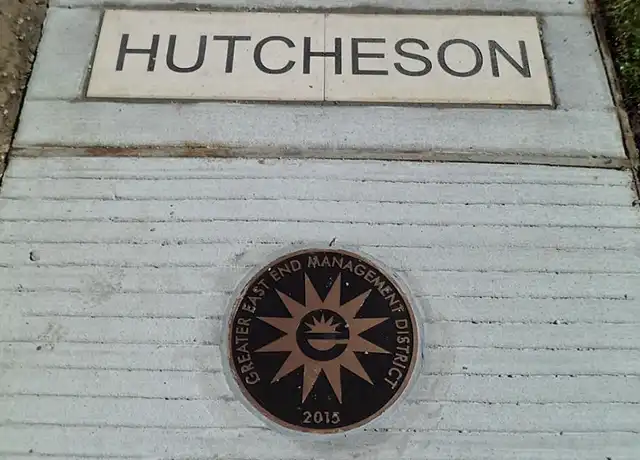 HUTCHESON
GREATER EAST END MANAGEMENT DISTRICT
2015